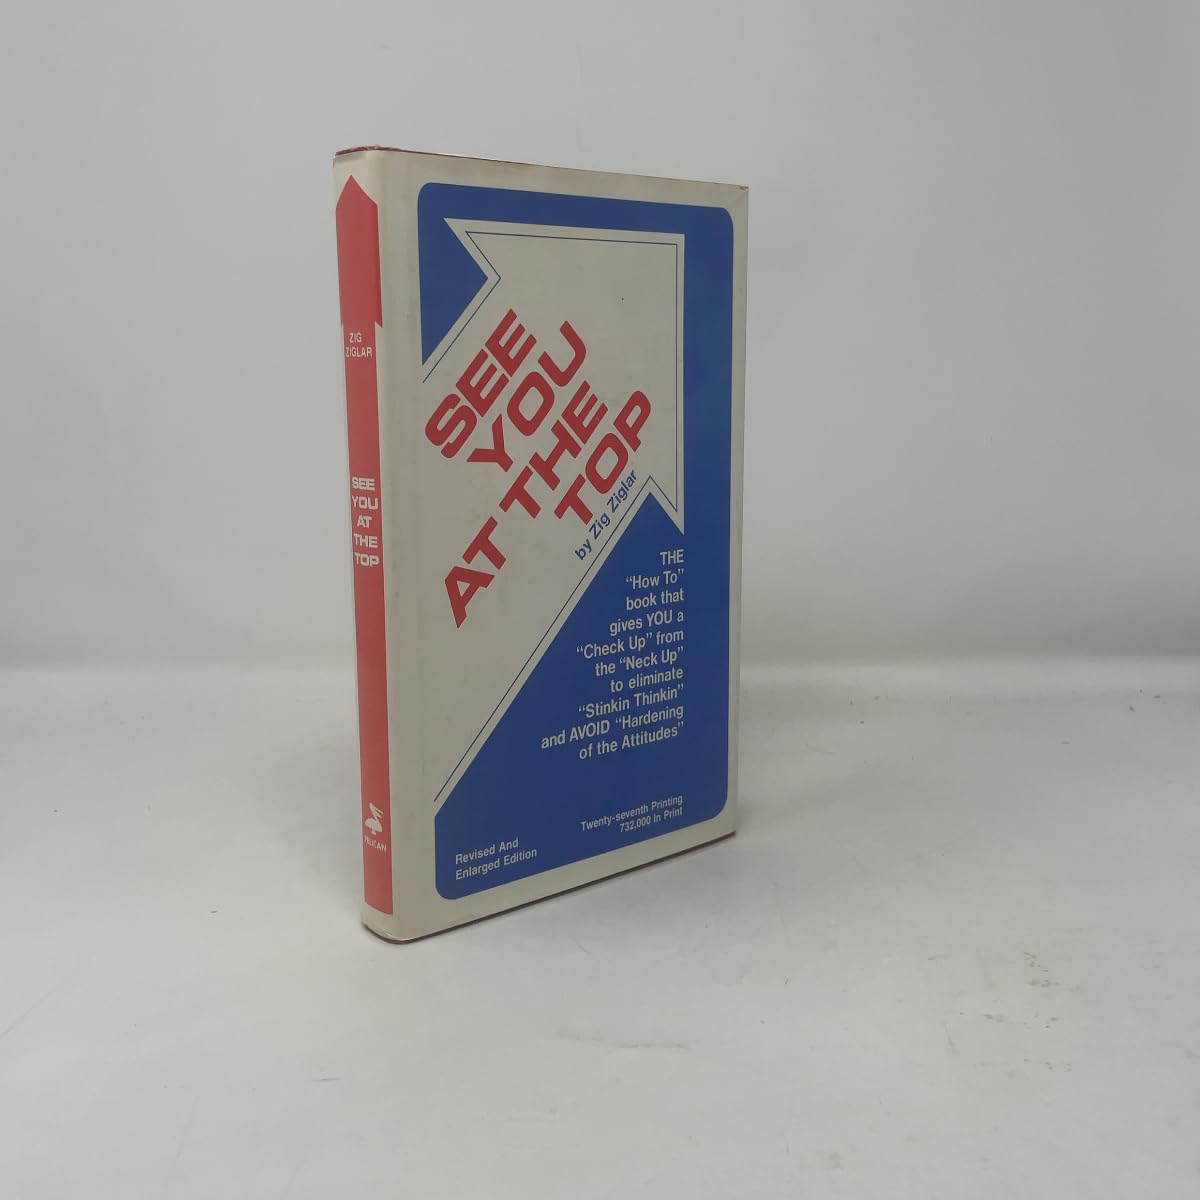 ZIG
ZIGLAR
SEE
YOU
AT
THE
TOP
PELICAN
SEE
YOU
AT THE
TOP
by Zig Ziglar
THE
"How To"
book that
gives YOU a
"Check Up" from
the "Neck Up"
to eliminate
"Stinkin Thinkin"
and AVOID "Hardening
of the Attitudes"
Twenty-seventh Printing
732,000 In Print
Revised And
Enlarged Edition